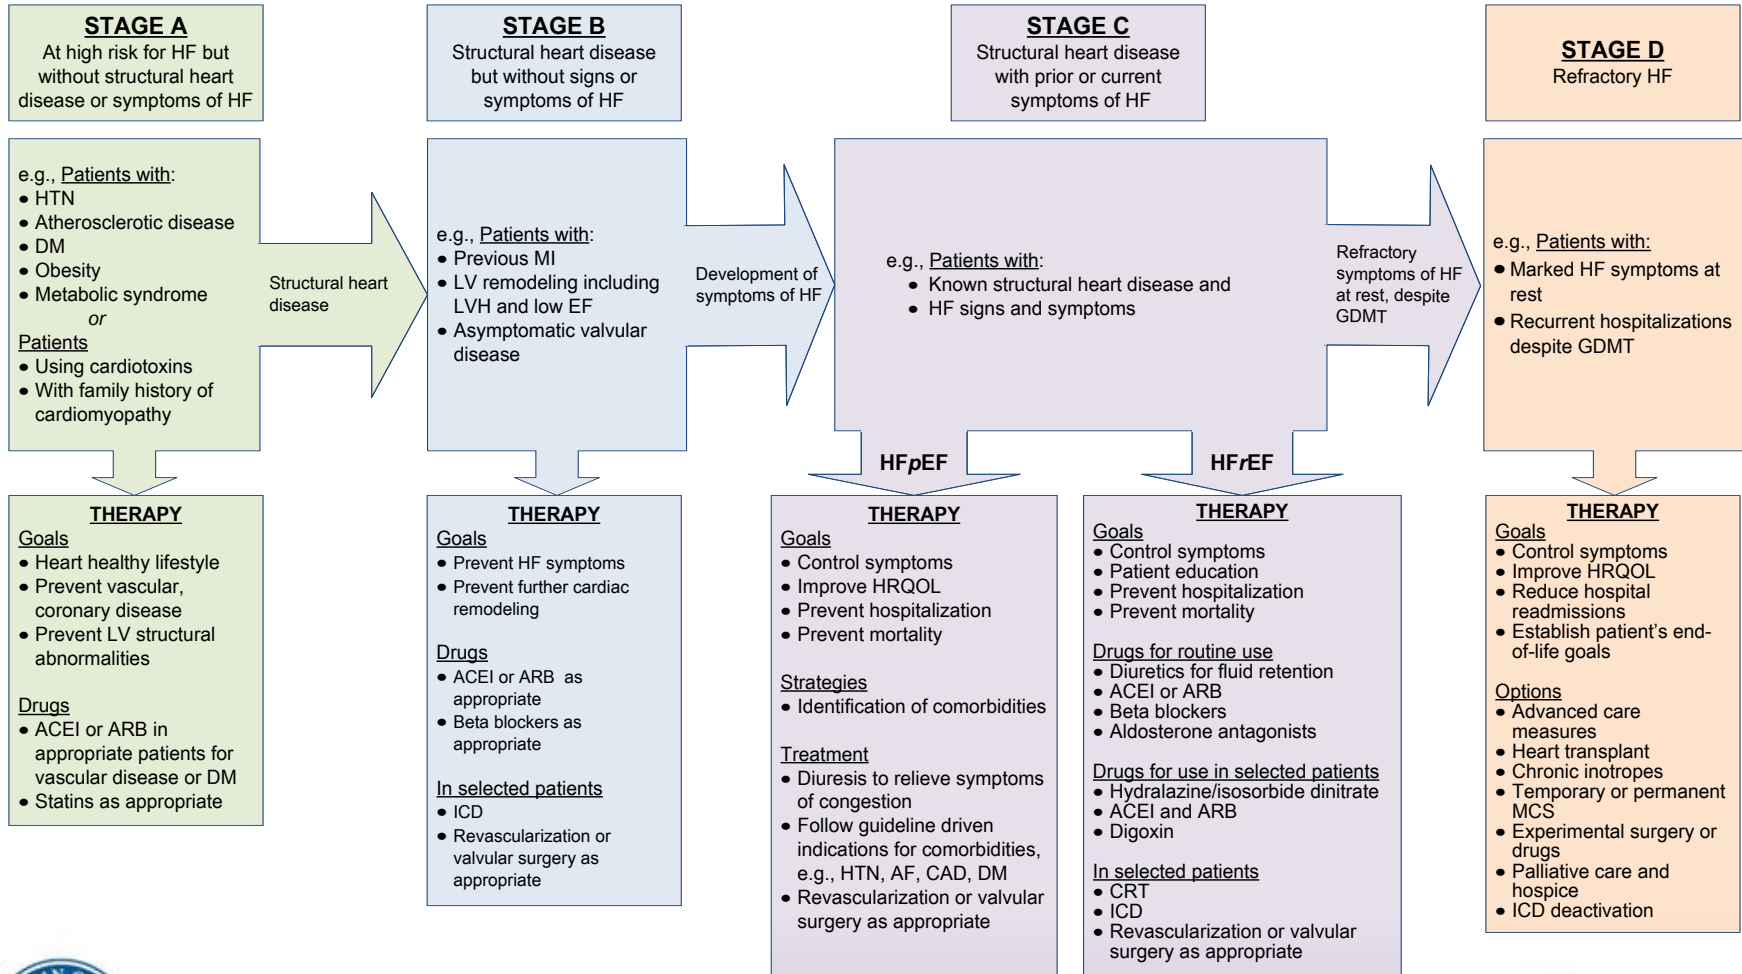 STAGE A
At high risk for HF but
without structural heart
disease or symptoms of HF
STAGE B
Structural heart disease
but without signs or
symptoms of HF
STAGE C
Structural heart disease
with prior or current
symptoms of HF
STAGE D
Refractory HF
e.g., Patients with:
• HTN
• Atherosclerotic disease
• DM
• Obesity
• Metabolic syndrome
or
Patients
• Using cardiotoxins
• With family history of
cardiomyopathy
Structural heart
disease
e.g., Patients with:
• Previous MI
• LV remodeling including
LVH and low EF
• Asymptomatic valvular
disease
Development of
symptoms of HF
e.g., Patients with:
• Known structural heart disease and
• HF signs and symptoms
Refractory
symptoms of HF
at rest, despite
GDMT
e.g., Patients with:
• Marked HF symptoms at
rest
• Recurrent hospitalizations
despite GDMT
HFpEF
HFrEF
THERAPY
Goals
• Heart healthy lifestyle
• Prevent vascular,
coronary disease
• Prevent LV structural
abnormalities
Drugs
• ACEI or ARB in
appropriate patients for
vascular disease or DM
• Statins as appropriate
THERAPY
Goals
• Prevent HF symptoms
• Prevent further cardiac
remodeling
Drugs
• ACEI or ARB as
appropriate
• Beta blockers as
appropriate
In selected patients
• ICD
• Revascularization or
valvular surgery as
appropriate
THERAPY
Goals
• Control symptoms
• Improve HRQOL
• Prevent hospitalization
• Prevent mortality
Strategies
• Identification of comorbidities
Treatment
• Diuresis to relieve symptoms
of congestion
• Follow guideline driven
indications for comorbidities,
e.g., HTN, AF, CAD, DM
• Revascularization or valvular
surgery as appropriate
THERAPY
Goals
• Control symptoms
• Patient education
• Prevent hospitalization
• Prevent mortality
Drugs for routine use
• Diuretics for fluid retention
• ACEI or ARB
• Beta blockers
• Aldosterone antagonists
Drugs for use in selected patients
• Hydralazine/isosorbide dinitrate
• ACEI and ARB
• Digoxin
In selected patients
• CRT
• ICD
• Revascularization or valvular
surgery as appropriate
THERAPY
Goals
• Control symptoms
• Improve HRQOL
• Reduce hospital
readmissions
• Establish patient's end-
of-life goals
Options
• Advanced care
measures
• Heart transplant
• Chronic inotropes
• Temporary or permanent
MCS
• Experimental surgery or
drugs
• Palliative care and
hospice
• ICD deactivation